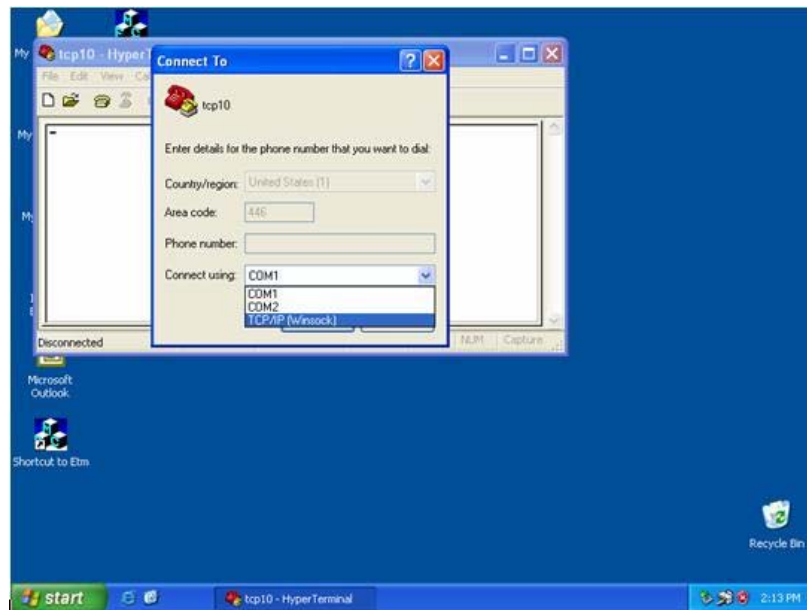 My
tcp10 - HyperT
File Edit View Ca
Connect To
tcp10
Enter details for the phone number that you want to dial:
Country/region: United States (1)
Area code: 446
Phone number:
Connect using: COM1
COM1
COM2
TCP/IP (Winsock)
Disconnected
NUM
Capture
My
Microsoft
Outlook
Shortcut to Etm
Recycle Bin
start
tcp10 - HyperTerminal
2:13 PM